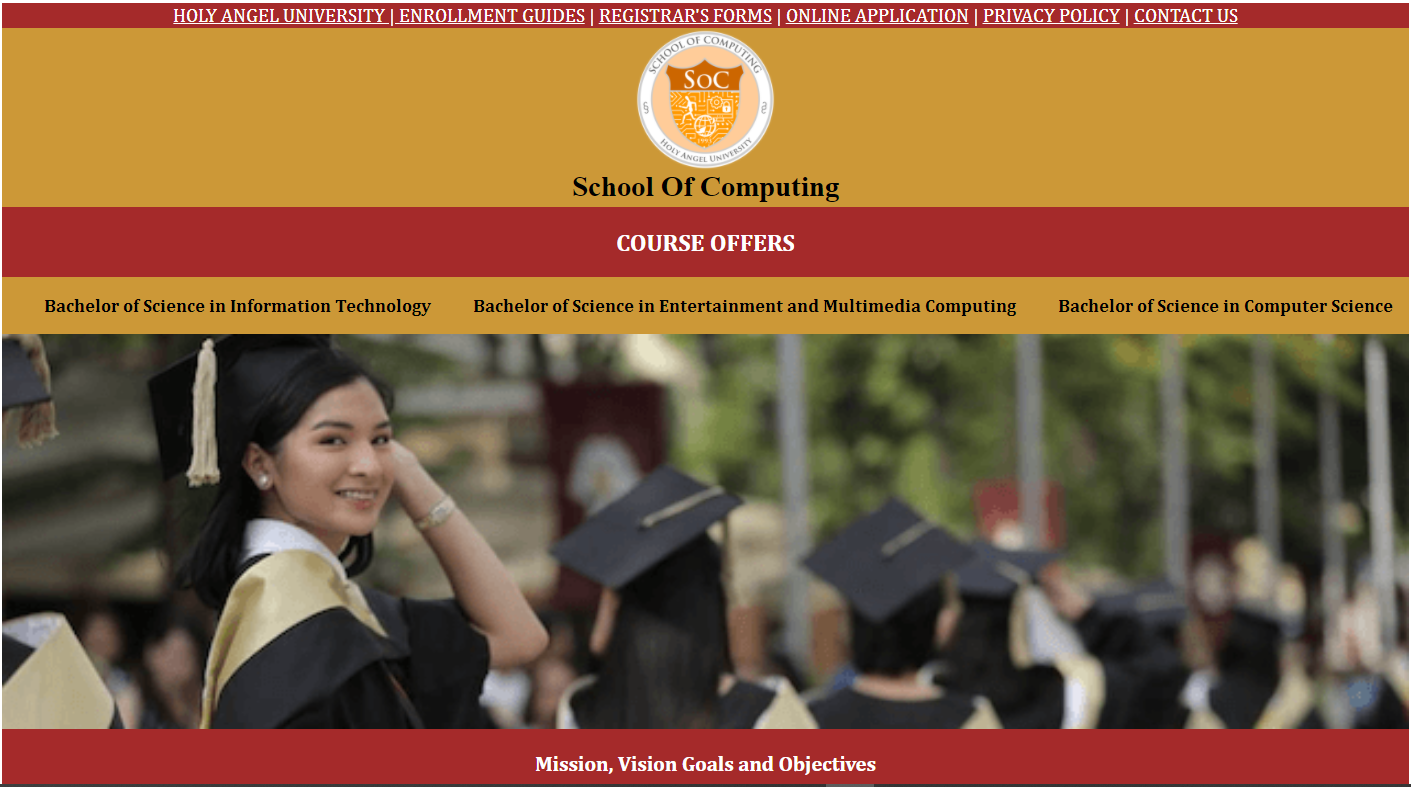 HOLY ANGEL UNIVERSITY | ENROLLMENT GUIDES | REGISTRAR'S FORMS | ONLINE APPLICATION | PRIVACY POLICY | CONTACT US
SCHOOL OF COMPUTING
SoC
HOLY ANGEL UNIVERSITY
School Of Computing
COURSE OFFERS
Bachelor of Science in Information Technology Bachelor of Science in Entertainment and Multimedia Computing Bachelor of Science in Computer Science
Mission, Vision Goals and Objectives